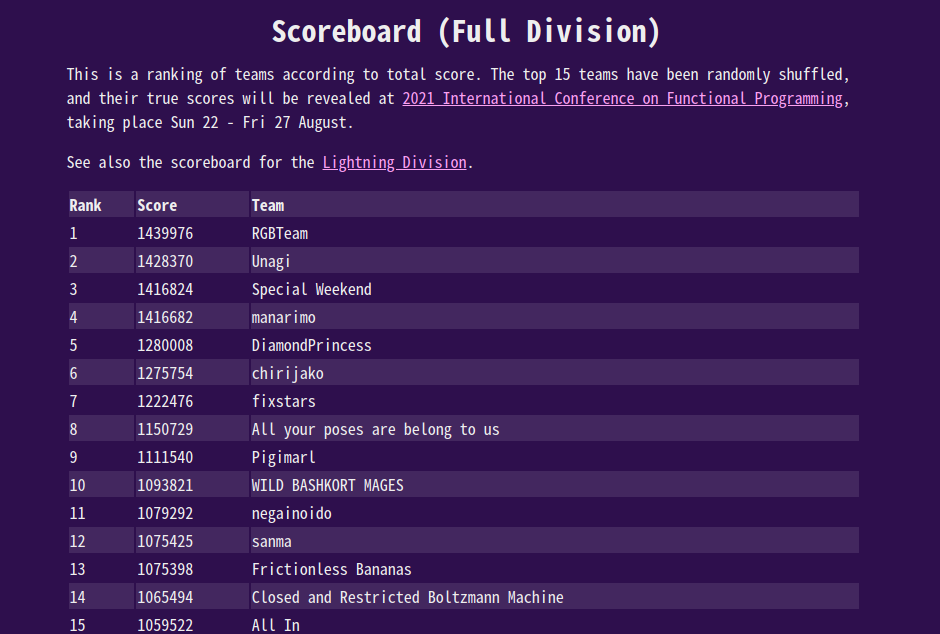 Scoreboard (Full Division)
This is a ranking of teams according to total score. The top 15 teams have been randomly shuffled,
and their true scores will be revealed at 2021 International Conference on Functional Programming,
taking place Sun 22 - Fri 27 August.
See also the scoreboard for the Lightning Division.
Rank Score Team
1 1439976 RGBTeam
2 1428370 Unagi
3 1416824 Special Weekend
4 1416682 manarimo
5 1280008 DiamondPrincess
6 1275754 chirijako
7 1222476 fixstars
8 1150729 All your poses are belong to us
9 1111540 Pigimarl
10 1093821 WILD BASHKORT MAGES
11 1079292 negainoido
12 1075425 sanma
13 1075398 Frictionless Bananas
14 1065494 Closed and Restricted Boltzmann Machine
15 1059522 All In